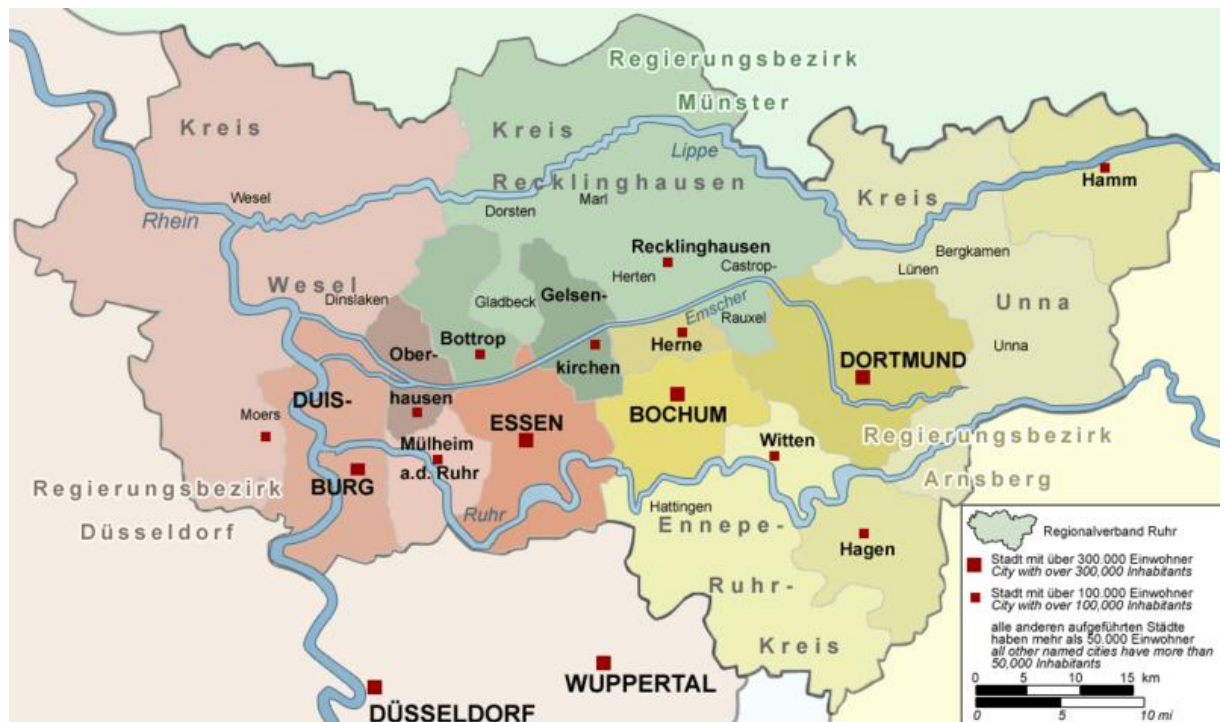 Regierungsbezirk
Münster
Kreis
Kreis
Lippe
Recklinghausen
Kreis
Hamm
Wesel
Rhein
Dorsten
Marl
Recklinghausen
Herten
Castrop-
Bergkamen
Lünen
Wesel
Dinslaken
Gladbeck
Gelsen-
Emscher
Rauxel
Unna
Unna
Bottrop
Ober-
kirchen
Herne
DORTMUND
DUIS-
hausen
BOCHUM
Moers
ESSEN
Mülheim
a.d. Ruhr
Witten
Regierungsbezirk
Arnsberg
BURG
Regierungsbezirk
Düsseldorf
Ruhr
Hattingen
Ennepe-
Hagen
Ruhr-
Kreis
WUPPERTAL
DÜSSELDORF
Regionalverband Ruhr
Stadt mit über 300.000 Einwohner
City with over 300,000 Inhabitants
Stadt mit über 100.000 Einwohner
City with over 100,000 Inhabitants
alle anderen aufgeführten Städte
haben mehr als 50.000 Einwohner
all other named cities have more than
50,000 Inhabitants
0 5 10 15 km
0 5 10 mi